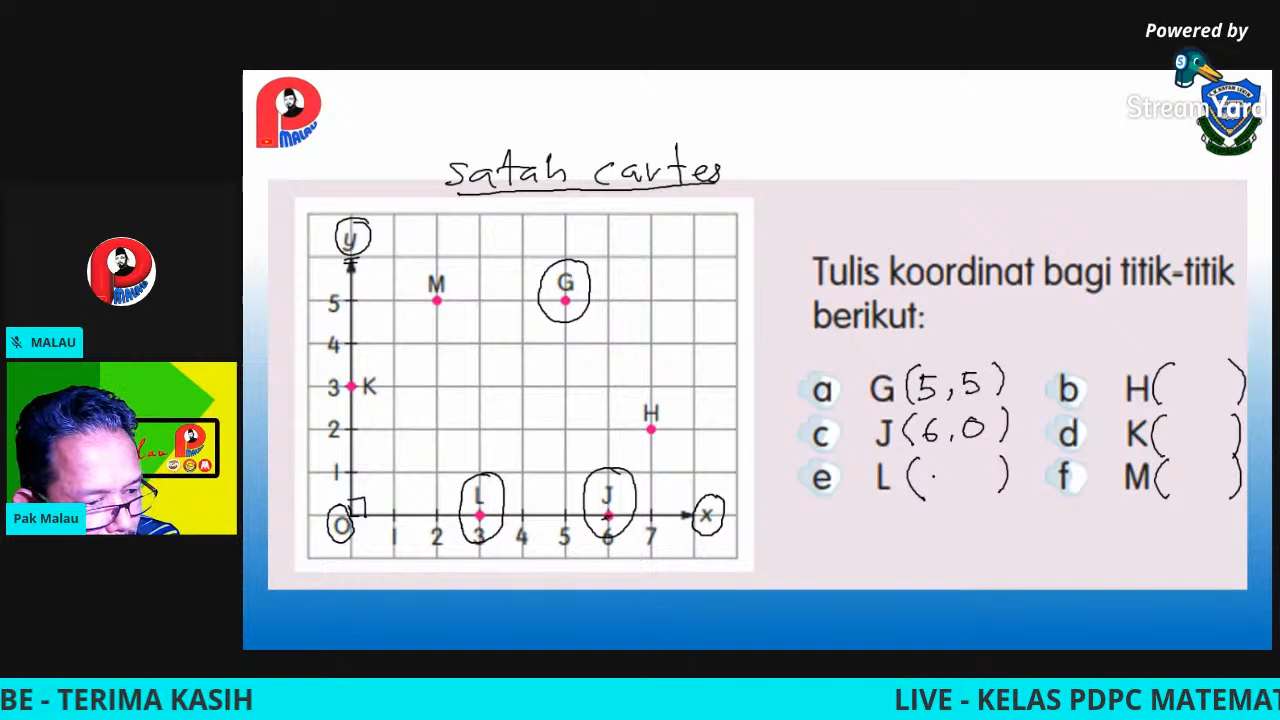 Powered by
StreamYard
MALAU
satah cartes
y
M
G
5
4
3
K
2
H
1
L
J
O
1 2 3 4 5 6 7
x
Tulis koordinat bagi titik-titik
berikut:
a G(5,5) b H( )
c J(6,0) d K( )
e L( ) f M( )
MALAU
Pak Malau
BE - TERIMA KASIH
LIVE - KELAS PDPC MATEMAT